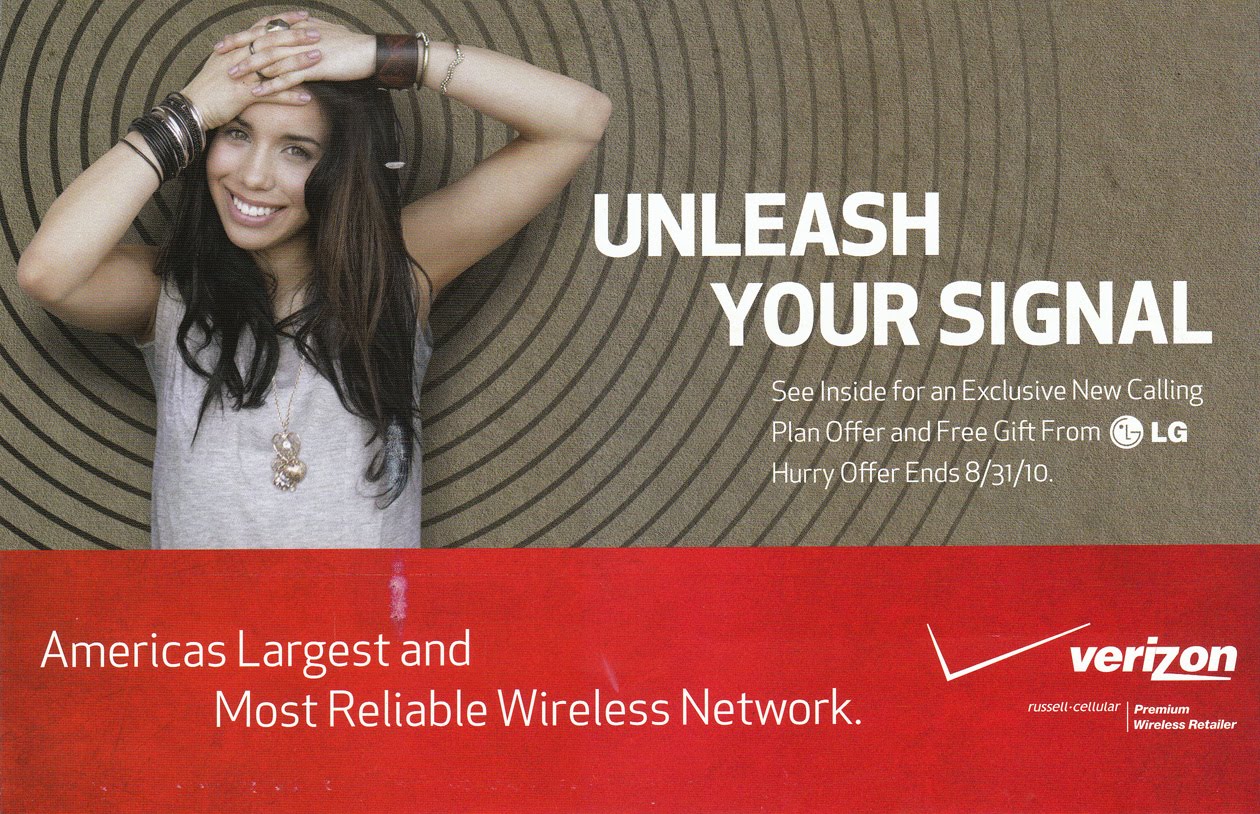 UNLEASH
YOUR SIGNAL
See Inside for an Exclusive New Calling
Plan Offer and Free Gift From LG
Hurry Offer Ends 8/31/10.
Americas Largest and
Most Reliable Wireless Network.
verizon
russell-cellular Premium
Wireless Retailer